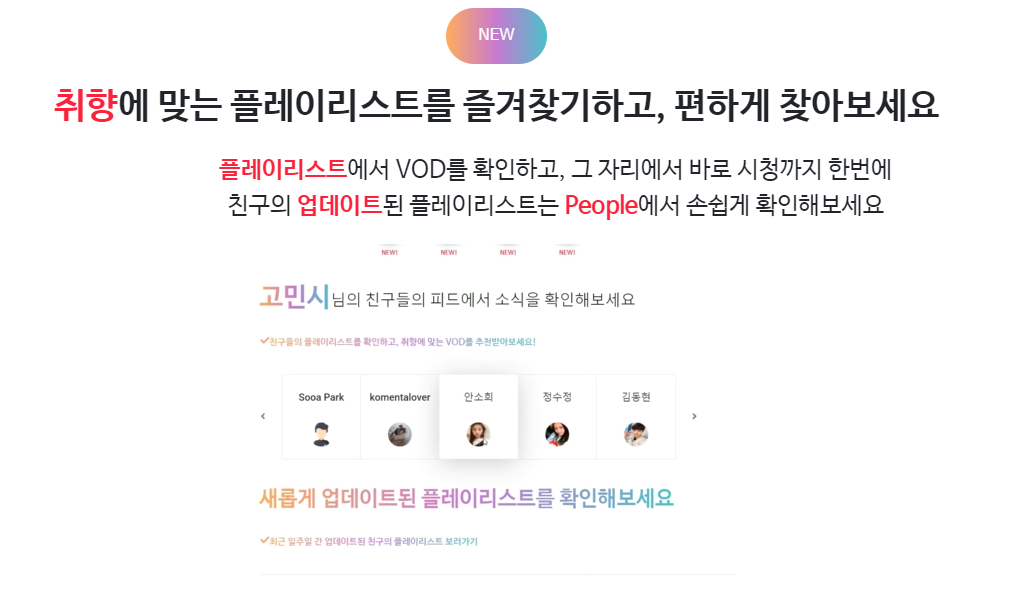 NEW
취향에 맞는 플레이리스트를 즐겨찾기하고, 편하게 찾아보세요
플레이리스트에서 VOD를 확인하고, 그 자리에서 바로 시청까지 한번에
친구의 업데이트된 플레이리스트는 People에서 손쉽게 확인해보세요
NEW! NEW! NEW! NEW!
고민시님의 친구들의 피드에서 소식을 확인해보세요
친구들의 플레이리스트를 확인하고, 취향에 맞는 VOD를 추천받아보세요!
Sooa Park komentalover 안소희 정수정 김동현
새롭게 업데이트된 플레이리스트를 확인해보세요
최근 일주일 간 업데이트된 친구의 플레이리스트 보러가기